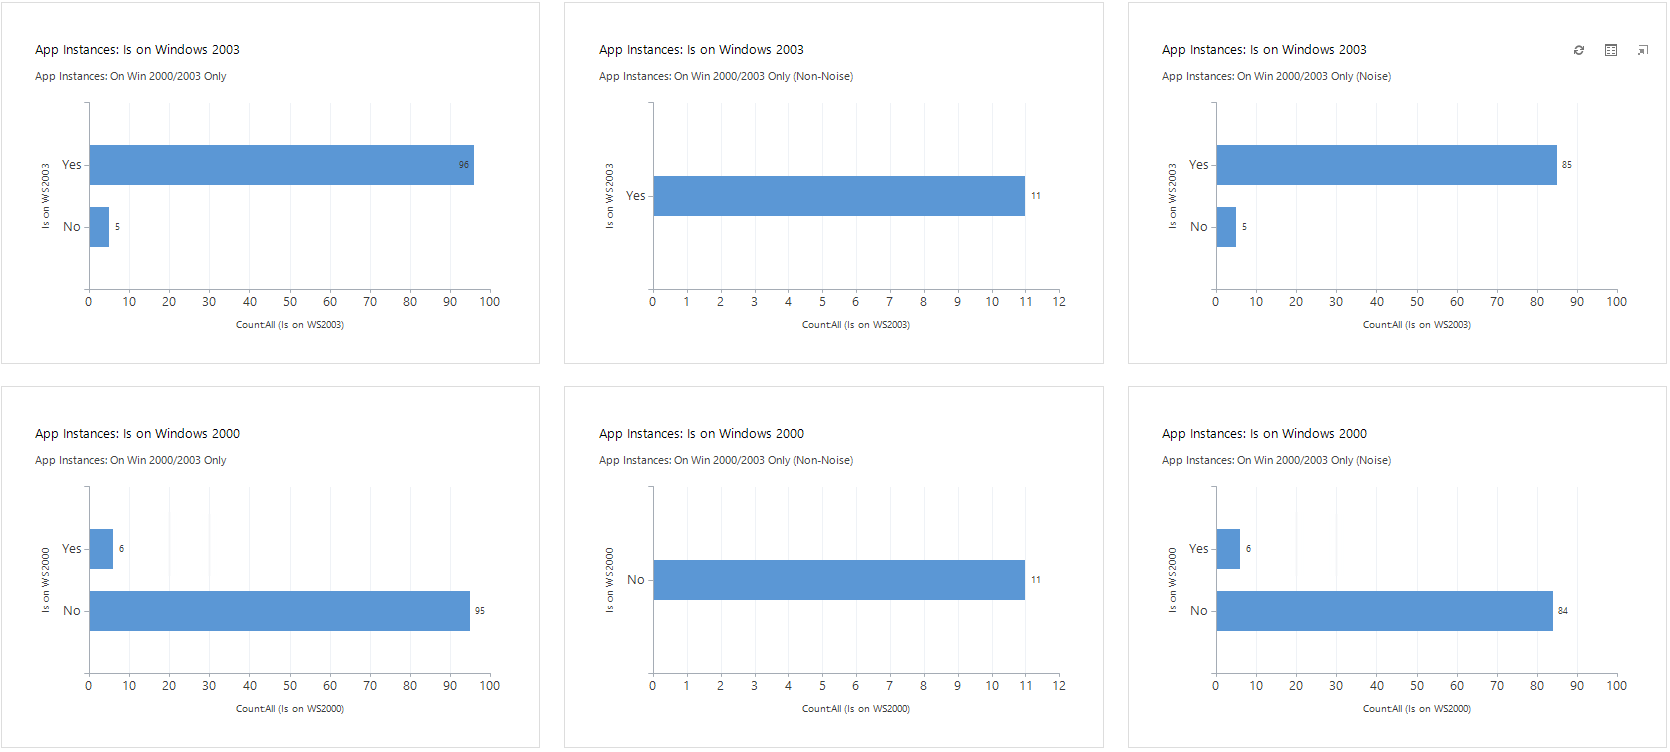 App Instances: Is on Windows 2003
App Instances: On Win 2000/2003 Only
Is on WS2003
Yes
96
No
5
0 10 20 30 40 50 60 70 80 90 100
CountAll (Is on WS2003)
App Instances: Is on Windows 2003
App Instances: On Win 2000/2003 Only (Non-Noise)
Is on WS2003
Yes
11
0 1 2 3 4 5 6 7 8 9 10 11 12
CountAll (Is on WS2003)
App Instances: Is on Windows 2003
App Instances: On Win 2000/2003 Only (Noise)
Is on WS2003
Yes
85
No
5
0 10 20 30 40 50 60 70 80 90 100
CountAll (Is on WS2003)
App Instances: Is on Windows 2000
App Instances: On Win 2000/2003 Only
Is on WS2000
Yes
6
No
95
0 10 20 30 40 50 60 70 80 90 100
CountAll (Is on WS2000)
App Instances: Is on Windows 2000
App Instances: On Win 2000/2003 Only (Non-Noise)
Is on WS2000
No
11
0 1 2 3 4 5 6 7 8 9 10 11 12
CountAll (Is on WS2000)
App Instances: Is on Windows 2000
App Instances: On Win 2000/2003 Only (Noise)
Is on WS2000
Yes
6
No
84
0 10 20 30 40 50 60 70 80 90 100
CountAll (Is on WS2000)